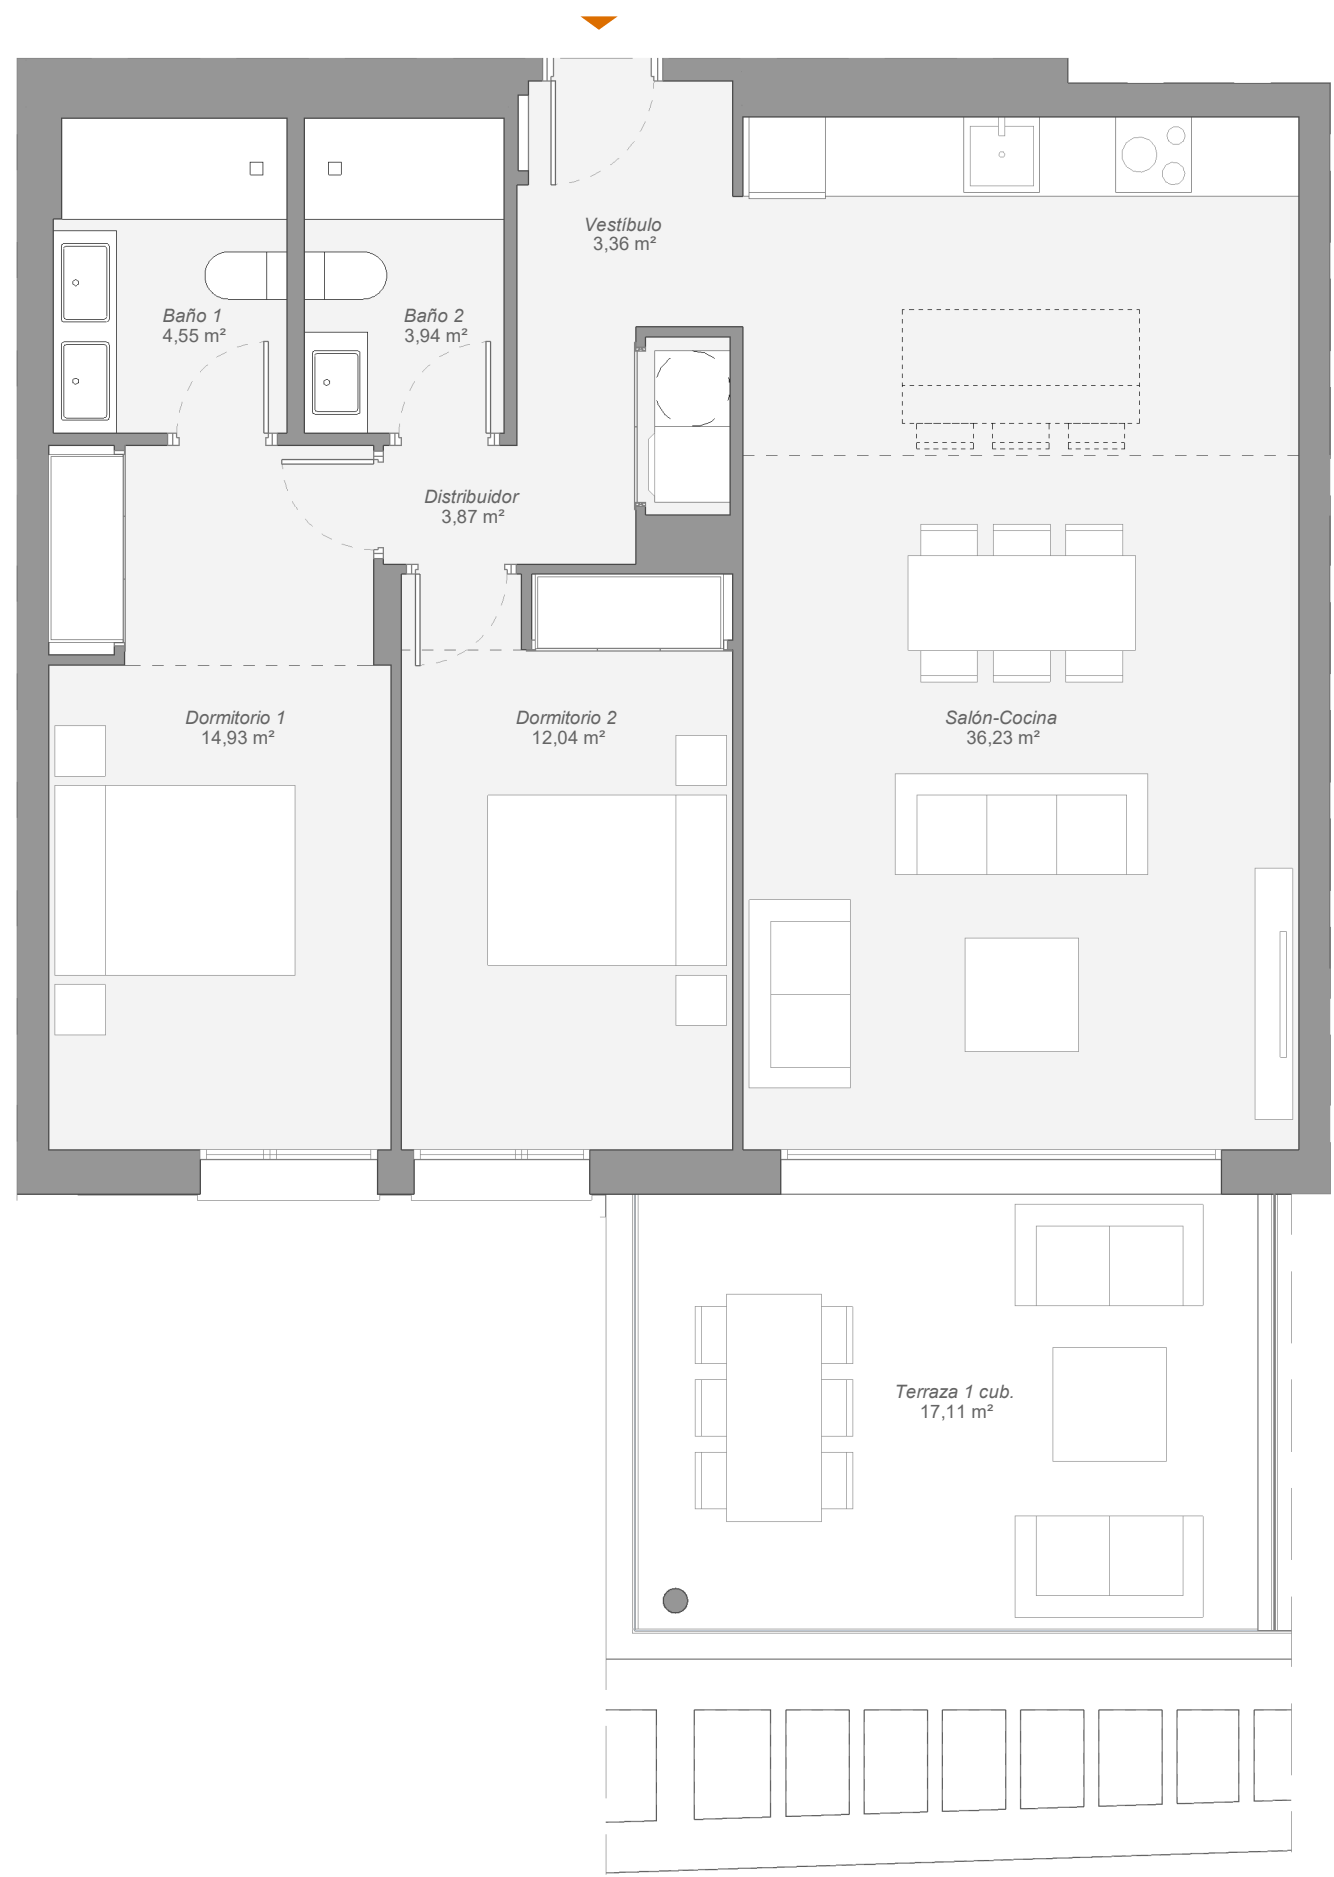 Vestíbulo
3,36 m²
Baño 1
4,55 m²
Baño 2
3,94 m²
Distribuidor
3,87 m²
Dormitorio 1
14,93 m²
Dormitorio 2
12,04 m²
Salón-Cocina
36,23 m²
Terraza 1 cub.
17,11 m²